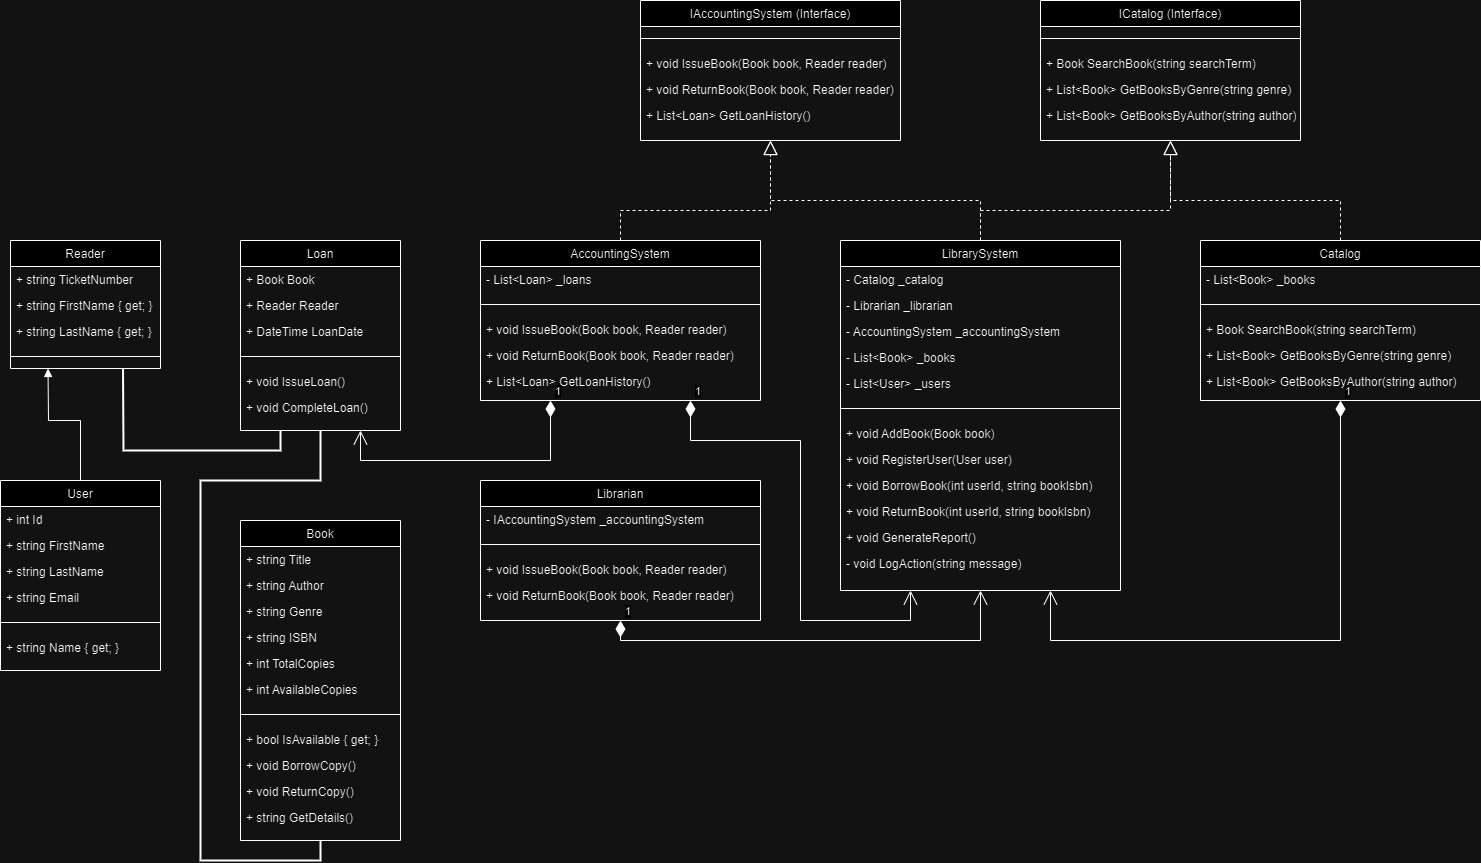 IAccountingSystem (Interface)
+ void IssueBook(Book book, Reader reader)
+ void ReturnBook(Book book, Reader reader)
+ List<Loan> GetLoanHistory()
ICatalog (Interface)
+ Book SearchBook(string searchTerm)
+ List<Book> GetBooksByGenre(string genre)
+ List<Book> GetBooksByAuthor(string author)
Reader
+ string TicketNumber
+ string FirstName { get; }
+ string LastName { get; }
Loan
+ Book Book
+ Reader Reader
+ DateTime LoanDate
+ void IssueLoan()
+ void CompleteLoan()
AccountingSystem
- List<Loan> _loans
+ void IssueBook(Book book, Reader reader)
+ void ReturnBook(Book book, Reader reader)
+ List<Loan> GetLoanHistory()
1
1
LibrarySystem
- Catalog _catalog
- Librarian _librarian
- AccountingSystem _accountingSystem
- List<Book> _books
- List<User> _users
+ void AddBook(Book book)
+ void RegisterUser(User user)
+ void BorrowBook(int userId, string bookIsbn)
+ void ReturnBook(int userId, string bookIsbn)
+ void GenerateReport()
- void LogAction(string message)
Catalog
- List<Book> _books
+ Book SearchBook(string searchTerm)
+ List<Book> GetBooksByGenre(string genre)
+ List<Book> GetBooksByAuthor(string author)
1
User
+ int Id
+ string FirstName
+ string LastName
+ string Email
+ string Name { get; }
Book
+ string Title
+ string Author
+ string Genre
+ string ISBN
+ int TotalCopies
+ int AvailableCopies
+ bool IsAvailable { get; }
+ void BorrowCopy()
+ void ReturnCopy()
+ string GetDetails()
Librarian
- IAccountingSystem _accountingSystem
+ void IssueBook(Book book, Reader reader)
+ void ReturnBook(Book book, Reader reader)
1